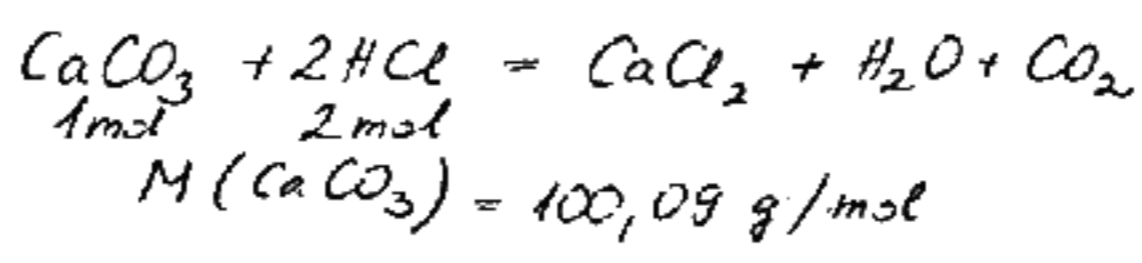 CaCO₃ + 2HCl = CaCl₂ + H₂O + CO₂
1mol 2mol
M(CaCO₃) = 100,09 g/mol